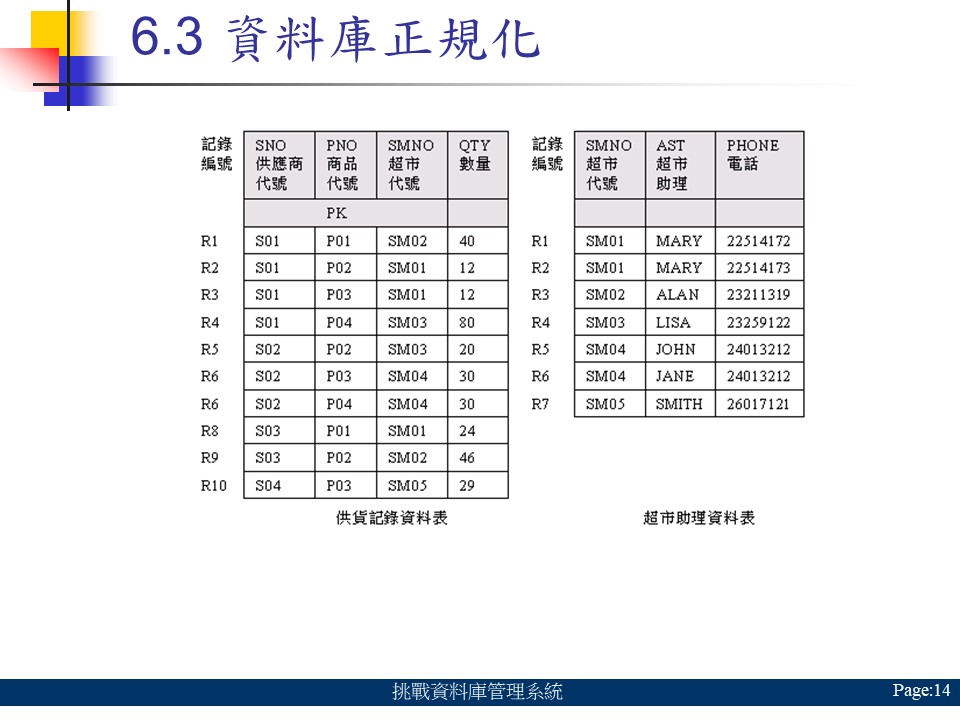 6.3 資料庫正規化
記錄 SNO PNO SMNO QTY
編號 供應商 商品 超市 數量
代號 代號 代號
PK
R1 S01 P01 SM02 40
R2 S01 P02 SM01 12
R3 S01 P03 SM01 12
R4 S01 P04 SM03 80
R5 S02 P02 SM03 20
R6 S02 P03 SM04 30
R6 S02 P04 SM04 30
R8 S03 P01 SM01 24
R9 S03 P02 SM02 46
R10 S04 P03 SM05 29
供貨記錄資料表
記錄 SMNO AST PHONE
編號 超市 超市 電話
代號 助理
R1 SM01 MARY 22514172
R2 SM01 MARY 22514173
R3 SM02 ALAN 23211319
R4 SM03 LISA 23259122
R5 SM04 JOHN 24013212
R6 SM04 JANE 24013212
R7 SM05 SMITH 26017121
超市助理資料表
挑戰資料庫管理系統
Page:14